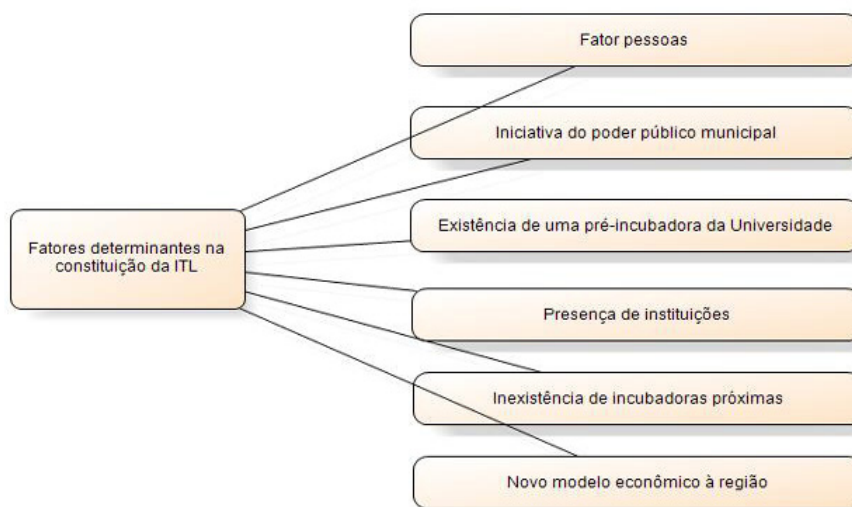 Fator pessoas
Iniciativa do poder público municipal
Existência de uma pré-incubadora da Universidade
Fatores determinantes na
constituição da ITL
Presença de instituições
Inexistência de incubadoras próximas
Novo modelo econômico à região